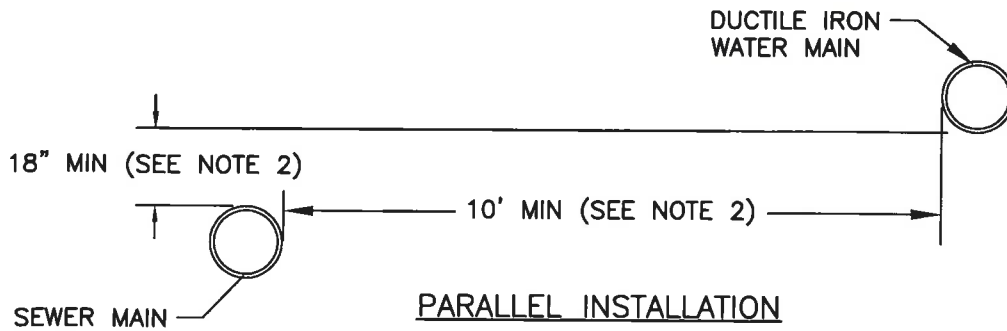 DUCTILE IRON
WATER MAIN
18" MIN (SEE NOTE 2)
10' MIN (SEE NOTE 2)
SEWER MAIN
PARALLEL INSTALLATION